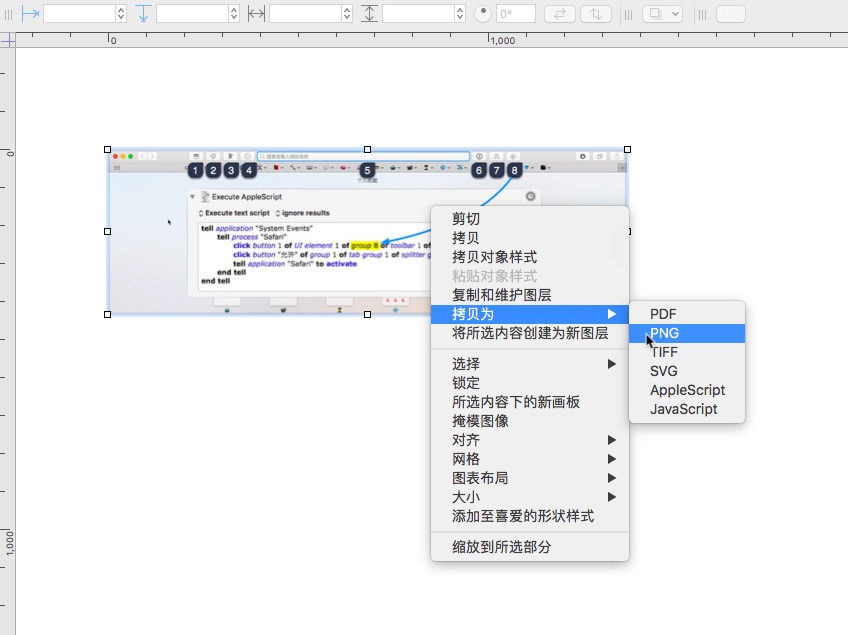 0°
0
1,000
0
1,000
1 2 3 4 5 6 7 8
Execute AppleScript
Execute text script ignore results
tell application "System Events"
tell process "Safari"
click button 1 of UI element 1 of group 8 of toolbar 1 of
click button "允许" of group 1 of tab group 1 of splitter g
tell application "Safari" to activate
end tell
end tell
剪切
拷贝
拷贝对象样式
粘贴对象样式
复制和维护图层
拷贝为
将所选内容创建为新图层
选择
锁定
所选内容下的新画板
掩模图像
对齐
网格
图表布局
大小
添加至喜爱的形状样式
缩放到所选部分
PDF
PNG
TIFF
SVG
AppleScript
JavaScript